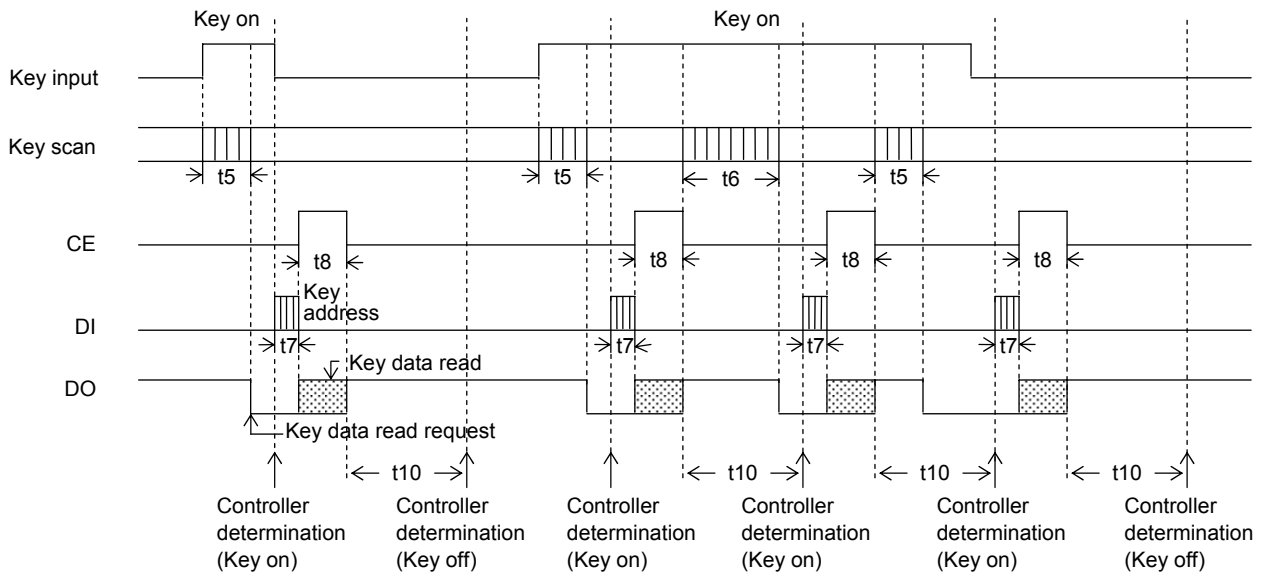 Key on
Key on
Key input
Key scan
t5
t5
t6
t5
CE
t8
t8
t8
t8
Key
address
DI
t7
t7
t7
t7
Key data read
DO
Key data read request
t10
t10
t10
t10
Controller
determination
(Key on)
Controller
determination
(Key off)
Controller
determination
(Key on)
Controller
determination
(Key on)
Controller
determination
(Key on)
Controller
determination
(Key off)